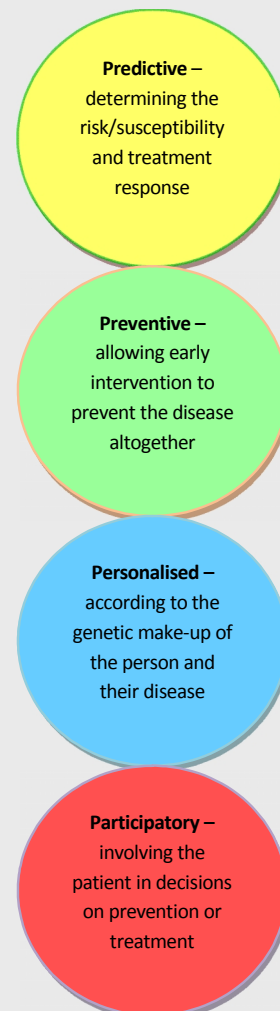 Predictive –
determining the
risk/susceptibility
and treatment
response
Preventive –
allowing early
intervention to
prevent the disease
altogether
Personalised –
according to the
genetic make-up of
the person and
their disease
Participatory –
involving the
patient in decisions
on prevention or
treatment